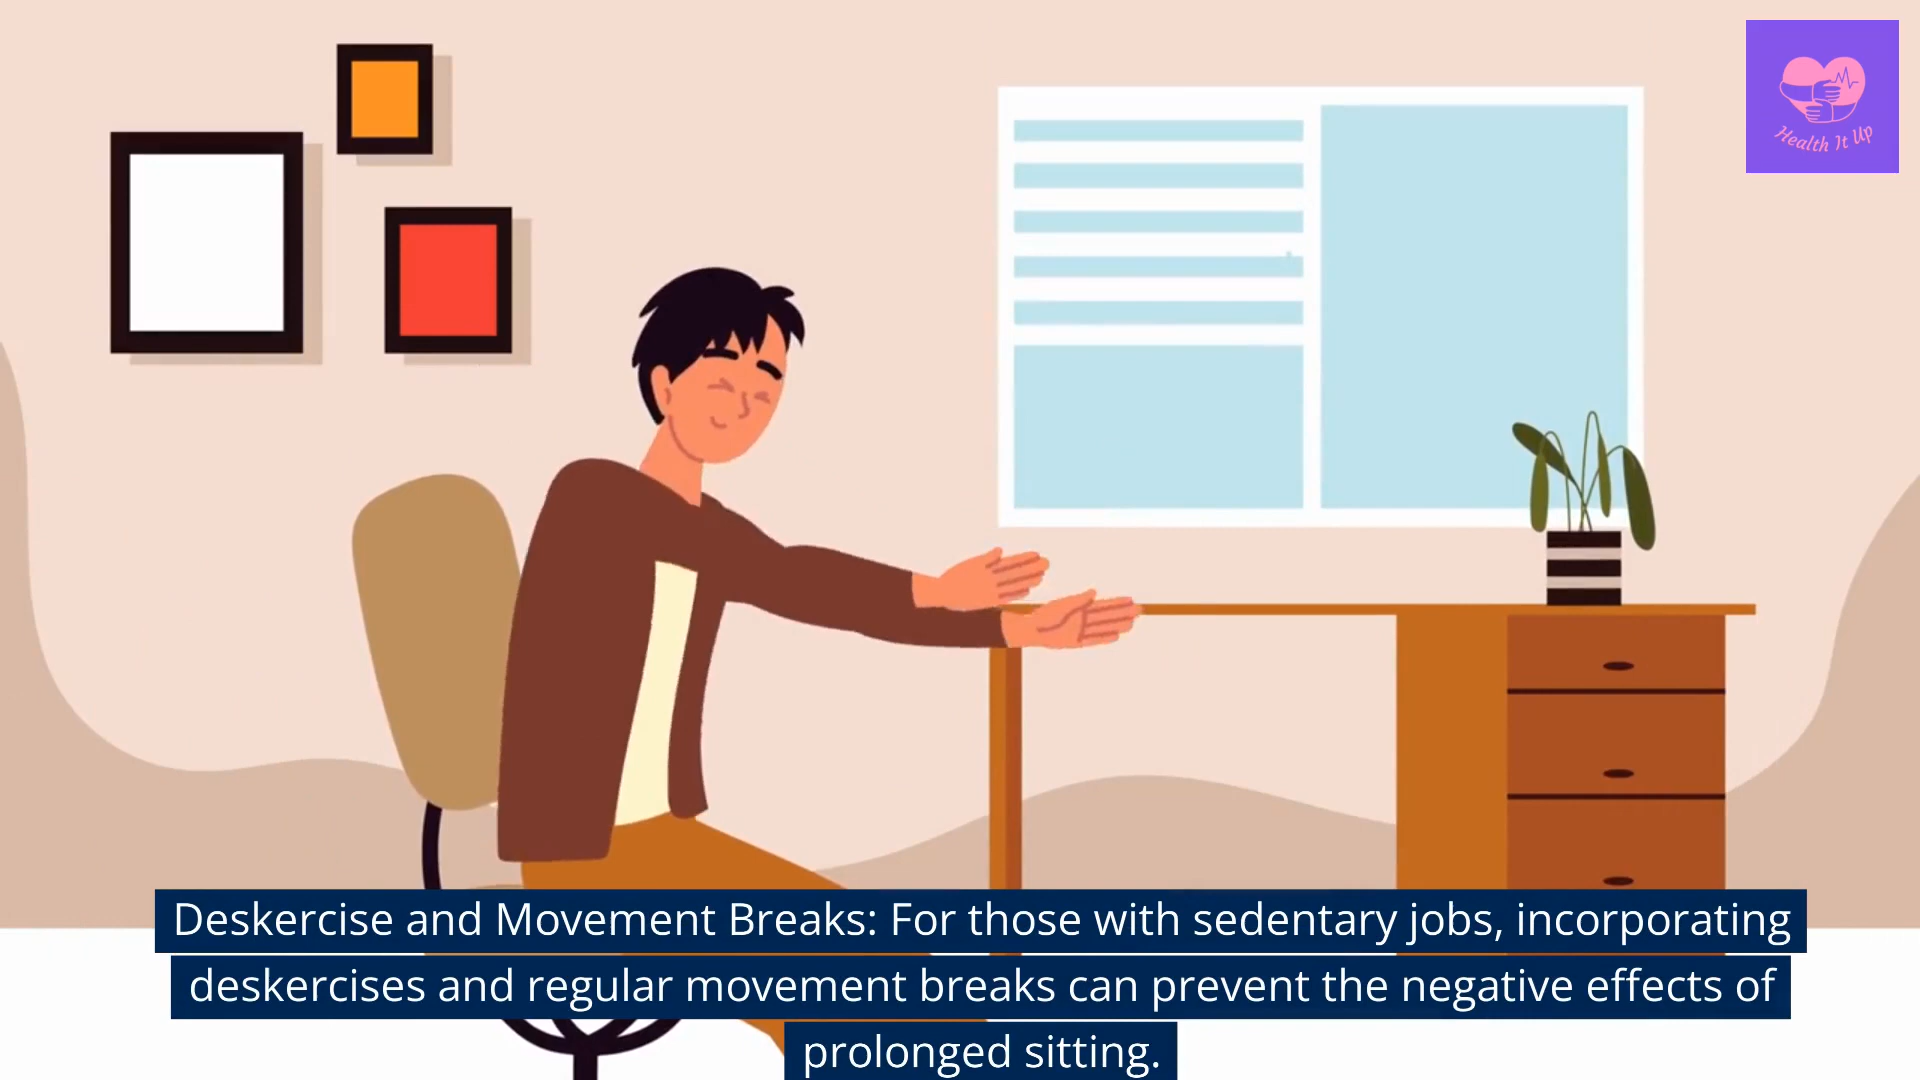 Health It Up
Deskercise and Movement Breaks: For those with sedentary jobs, incorporating
deskercises and regular movement breaks can prevent the negative effects of
prolonged sitting.